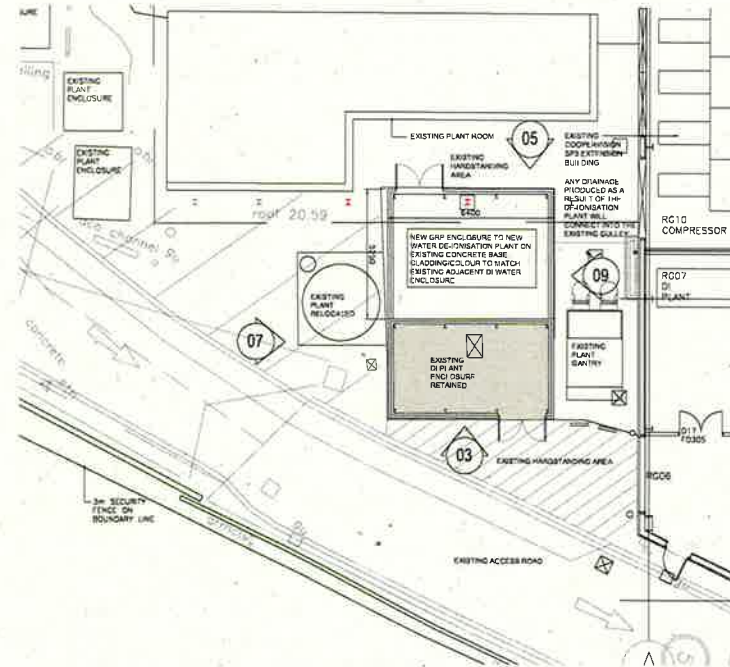 EXISTING
PLANT
ENCLOSURE
EXISTING
PLANT
ENCLOSURE
EXISTING PLANT ROOM
05
EXISTING
HARDSTANDING
AREA
EXISTING
COOPERVISION
SP3 EXTENSION
BUILDING
ANY DRAINAGE
PRODUCED AS A
RESULT OF THE
DE-IONISATION
PLANT WILL
CONNECT INTO THE
EXISTING GULLEY
RG10
COMPRESSOR
roof 20.59
6400
NEW GRP ENCLOSURE TO NEW
WATER DE-IONISATION PLANT ON
EXISTING CONCRETE BASE
CLADDING/COLOUR TO MATCH
EXISTING ADJACENT DI WATER
ENCLOSURE
09
RG07
DI
PLANT
EXISTING
PLANT
RELOCATED
07
EXISTING
PLANT
GANTRY
EXISTING
DI PLANT
ENCLOSURE
RETAINED
concrete
03
EXISTING HARDSTANDING AREA
RG06
3m SECURITY
FENCE ON
BOUNDARY LINE
EXISTING ACCESS ROAD
A